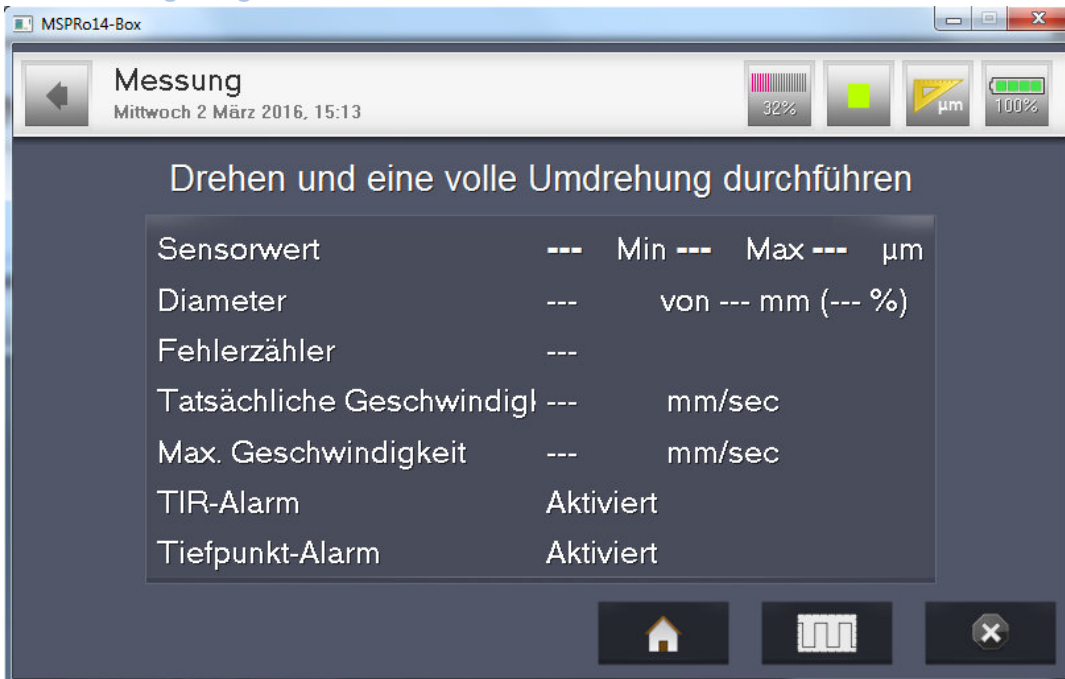 MSPRo14-Box
Messung
Mittwoch 2 März 2016, 15:13
32%
µm
100%
Drehen und eine volle Umdrehung durchführen
Sensorwert --- Min --- Max --- µm
Diameter --- von --- mm (--- %)
Fehlerzähler ---
Tatsächliche Geschwindigk --- mm/sec
Max. Geschwindigkeit --- mm/sec
TIR-Alarm Aktiviert
Tiefpunkt-Alarm Aktiviert